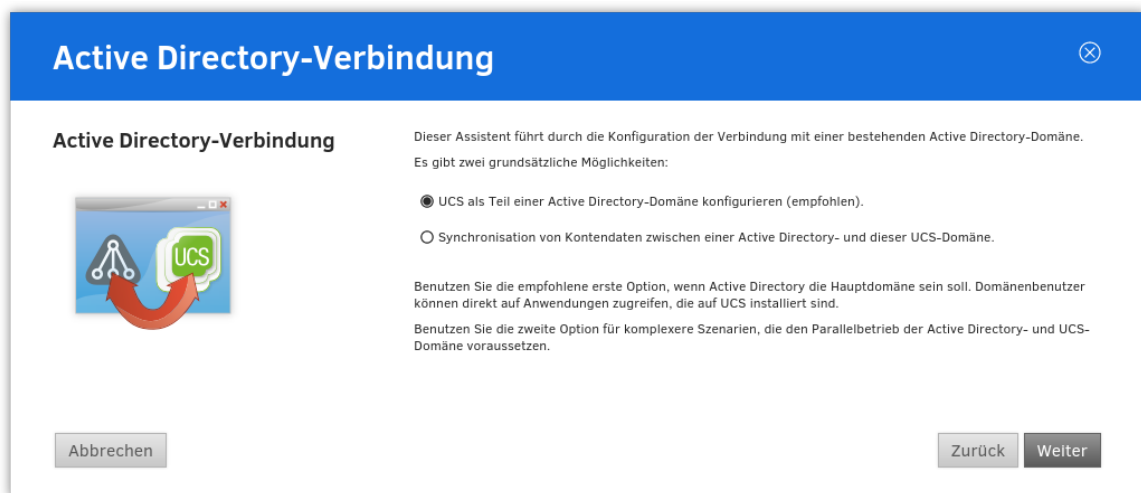 Active Directory-Verbindung
Active Directory-Verbindung
UCS
Dieser Assistent führt durch die Konfiguration der Verbindung mit einer bestehenden Active Directory-Domäne.
Es gibt zwei grundsätzliche Möglichkeiten:
UCS als Teil einer Active Directory-Domäne konfigurieren (empfohlen).
Synchronisation von Kontendaten zwischen einer Active Directory- und dieser UCS-Domäne.
Benutzen Sie die empfohlene erste Option, wenn Active Directory die Hauptdomäne sein soll. Domänenbenutzer
können direkt auf Anwendungen zugreifen, die auf UCS installiert sind.
Benutzen Sie die zweite Option für komplexere Szenarien, die den Parallelbetrieb der Active Directory- und UCS-
Domäne voraussetzen.
Abbrechen
Zurück
Weiter